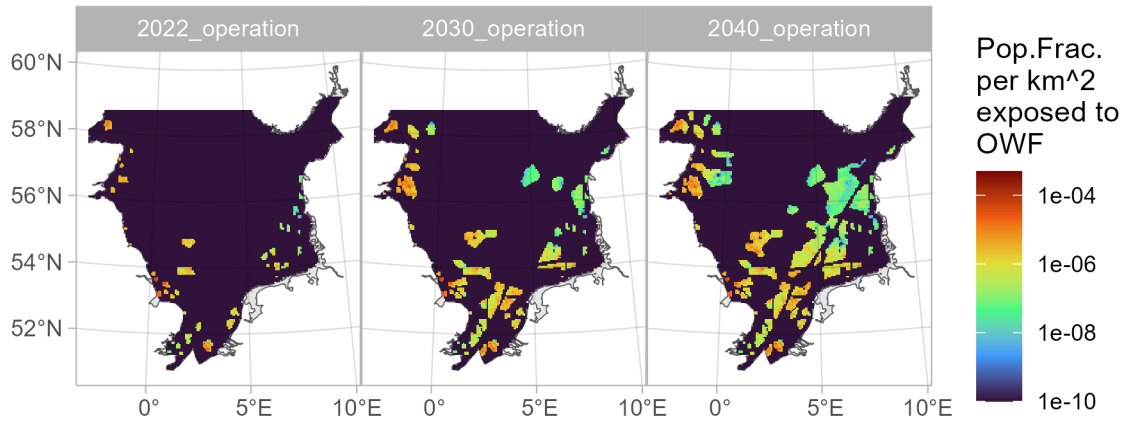 2022_operation 2030_operation 2040_operation
60°N
58°N
56°N
54°N
52°N
0° 5°E 10°E 0° 5°E 10°E 0° 5°E 10°E
Pop.Frac.
per km^2
exposed to
OWF
1e-04
1e-06
1e-08
1e-10